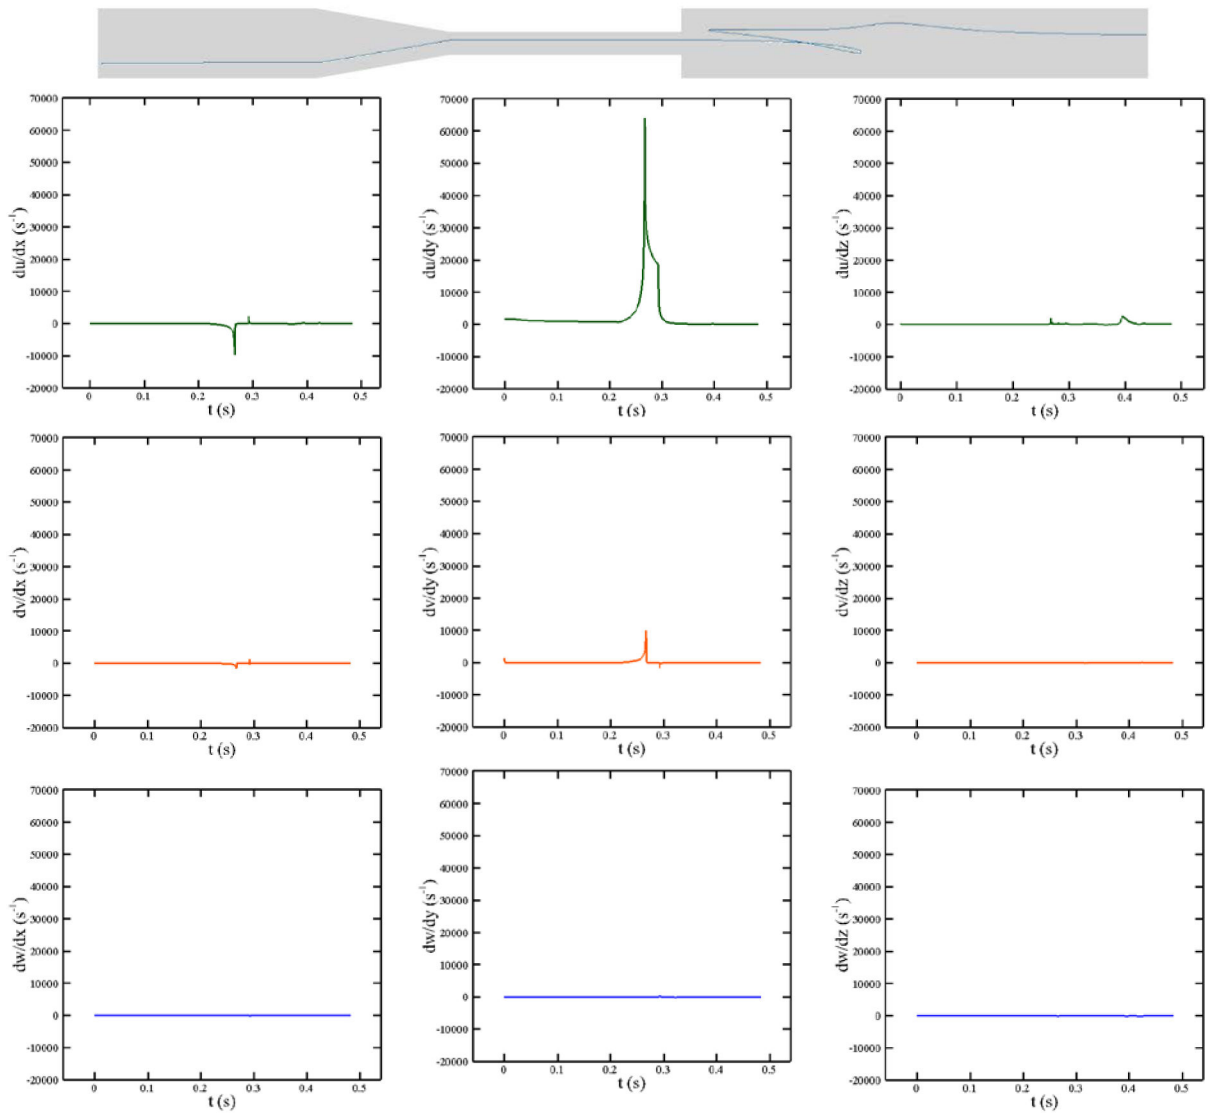 70000 70000 70000
60000 60000 60000
50000 50000 50000
40000 40000 40000
30000 30000 30000
20000 20000 20000
10000 10000 10000
0 0 0
-10000 -10000 -10000
-20000 -20000 -20000
du/dx (s⁻¹) du/dy (s⁻¹) du/dz (s⁻¹)
0 0.1 0.2 0.3 0.4 0.5 0 0.1 0.2 0.3 0.4 0.5 0 0.1 0.2 0.3 0.4 0.5
t (s) t (s) t (s)
70000 70000 70000
60000 60000 60000
50000 50000 50000
40000 40000 40000
30000 30000 30000
20000 20000 20000
10000 10000 10000
0 0 0
-10000 -10000 -10000
-20000 -20000 -20000
dv/dx (s⁻¹) dv/dy (s⁻¹) dv/dz (s⁻¹)
0 0.1 0.2 0.3 0.4 0.5 0 0.1 0.2 0.3 0.4 0.5 0 0.1 0.2 0.3 0.4 0.5
t (s) t (s) t (s)
70000 70000 70000
60000 60000 60000
50000 50000 50000
40000 40000 40000
30000 30000 30000
20000 20000 20000
10000 10000 10000
0 0 0
-10000 -10000 -10000
-20000 -20000 -20000
dw/dx (s⁻¹) dw/dy (s⁻¹) dw/dz (s⁻¹)
0 0.1 0.2 0.3 0.4 0.5 0 0.1 0.2 0.3 0.4 0.5 0 0.1 0.2 0.3 0.4 0.5
t (s) t (s) t (s)